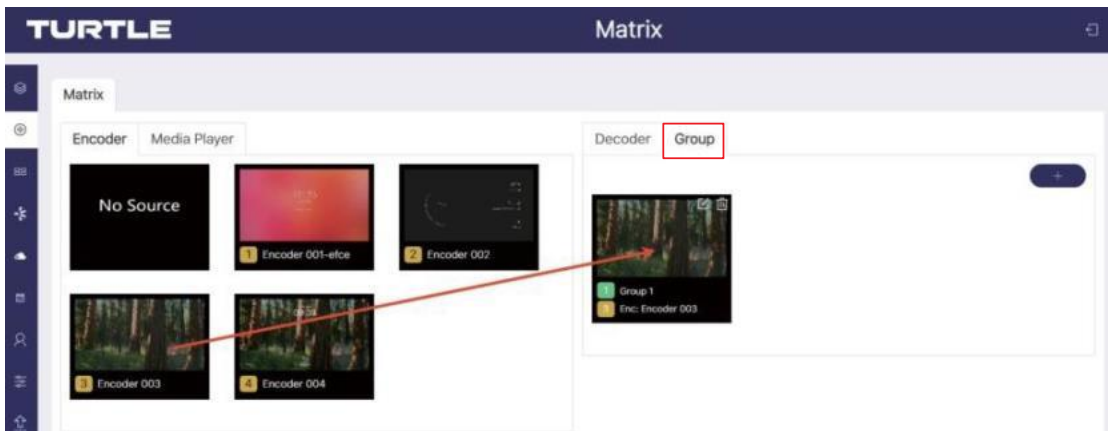 TURTLE
Matrix
Matrix
Encoder
Media Player
Decoder
Group
+
No Source
1 Encoder 001-efce
2 Encoder 002
3 Encoder 003
4 Encoder 004
1 Group 1
3 Enc: Encoder 003